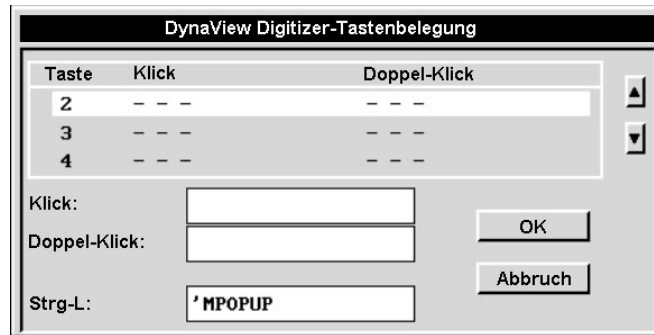 DynaView Digitizer-Tastenbelegung
Taste Klick Doppel-Klick
2 - - - - - -
3 - - - - - -
4 - - - - - -
Klick:
Doppel-Klick:
OK
Abbruch
Strg-L: 'MPOPUP